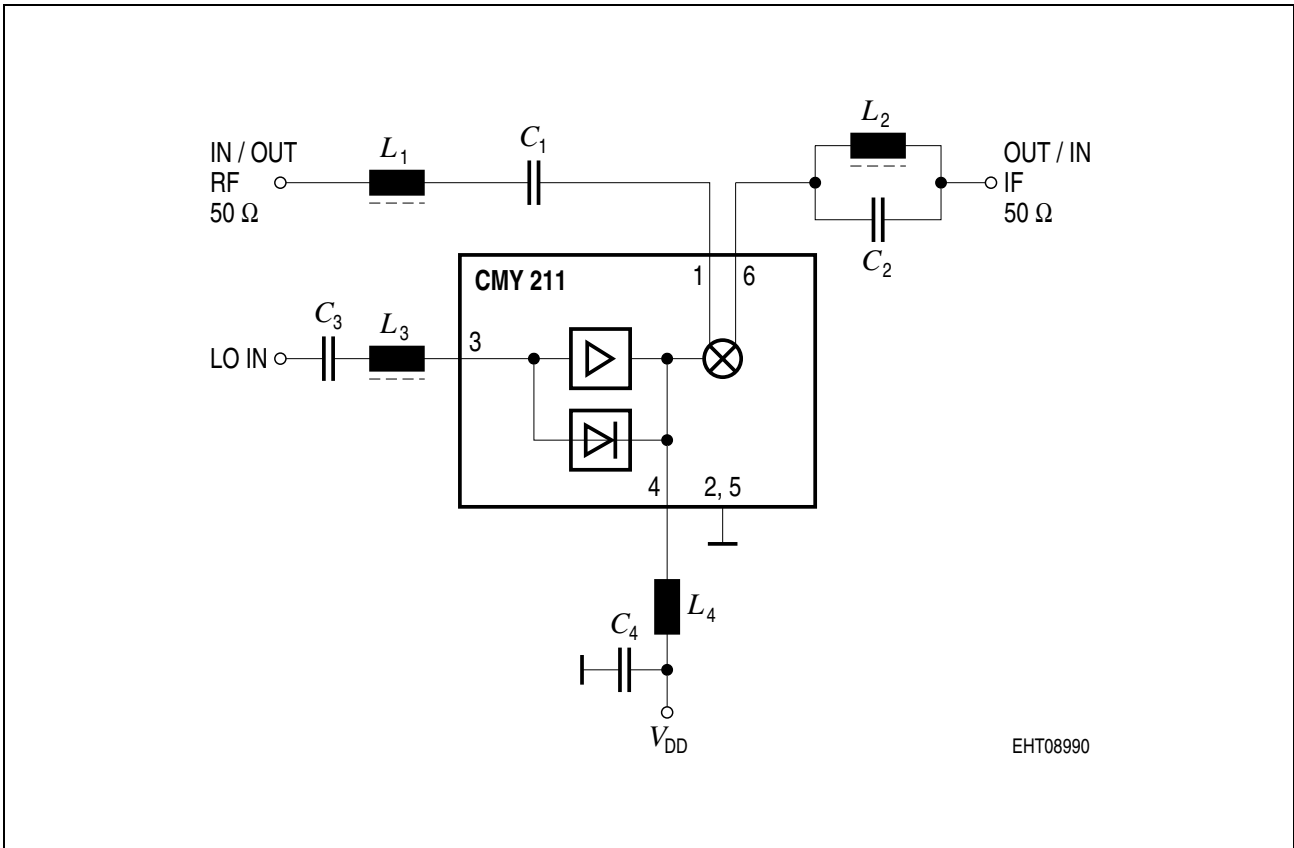 L2
IN / OUT
RF
50 Ω
L1
C1
OUT / IN
IF
50 Ω
C2
CMY 211
1
6
C3
L3
LO IN
3
4
2, 5
L4
C4
VDD
EHT08990